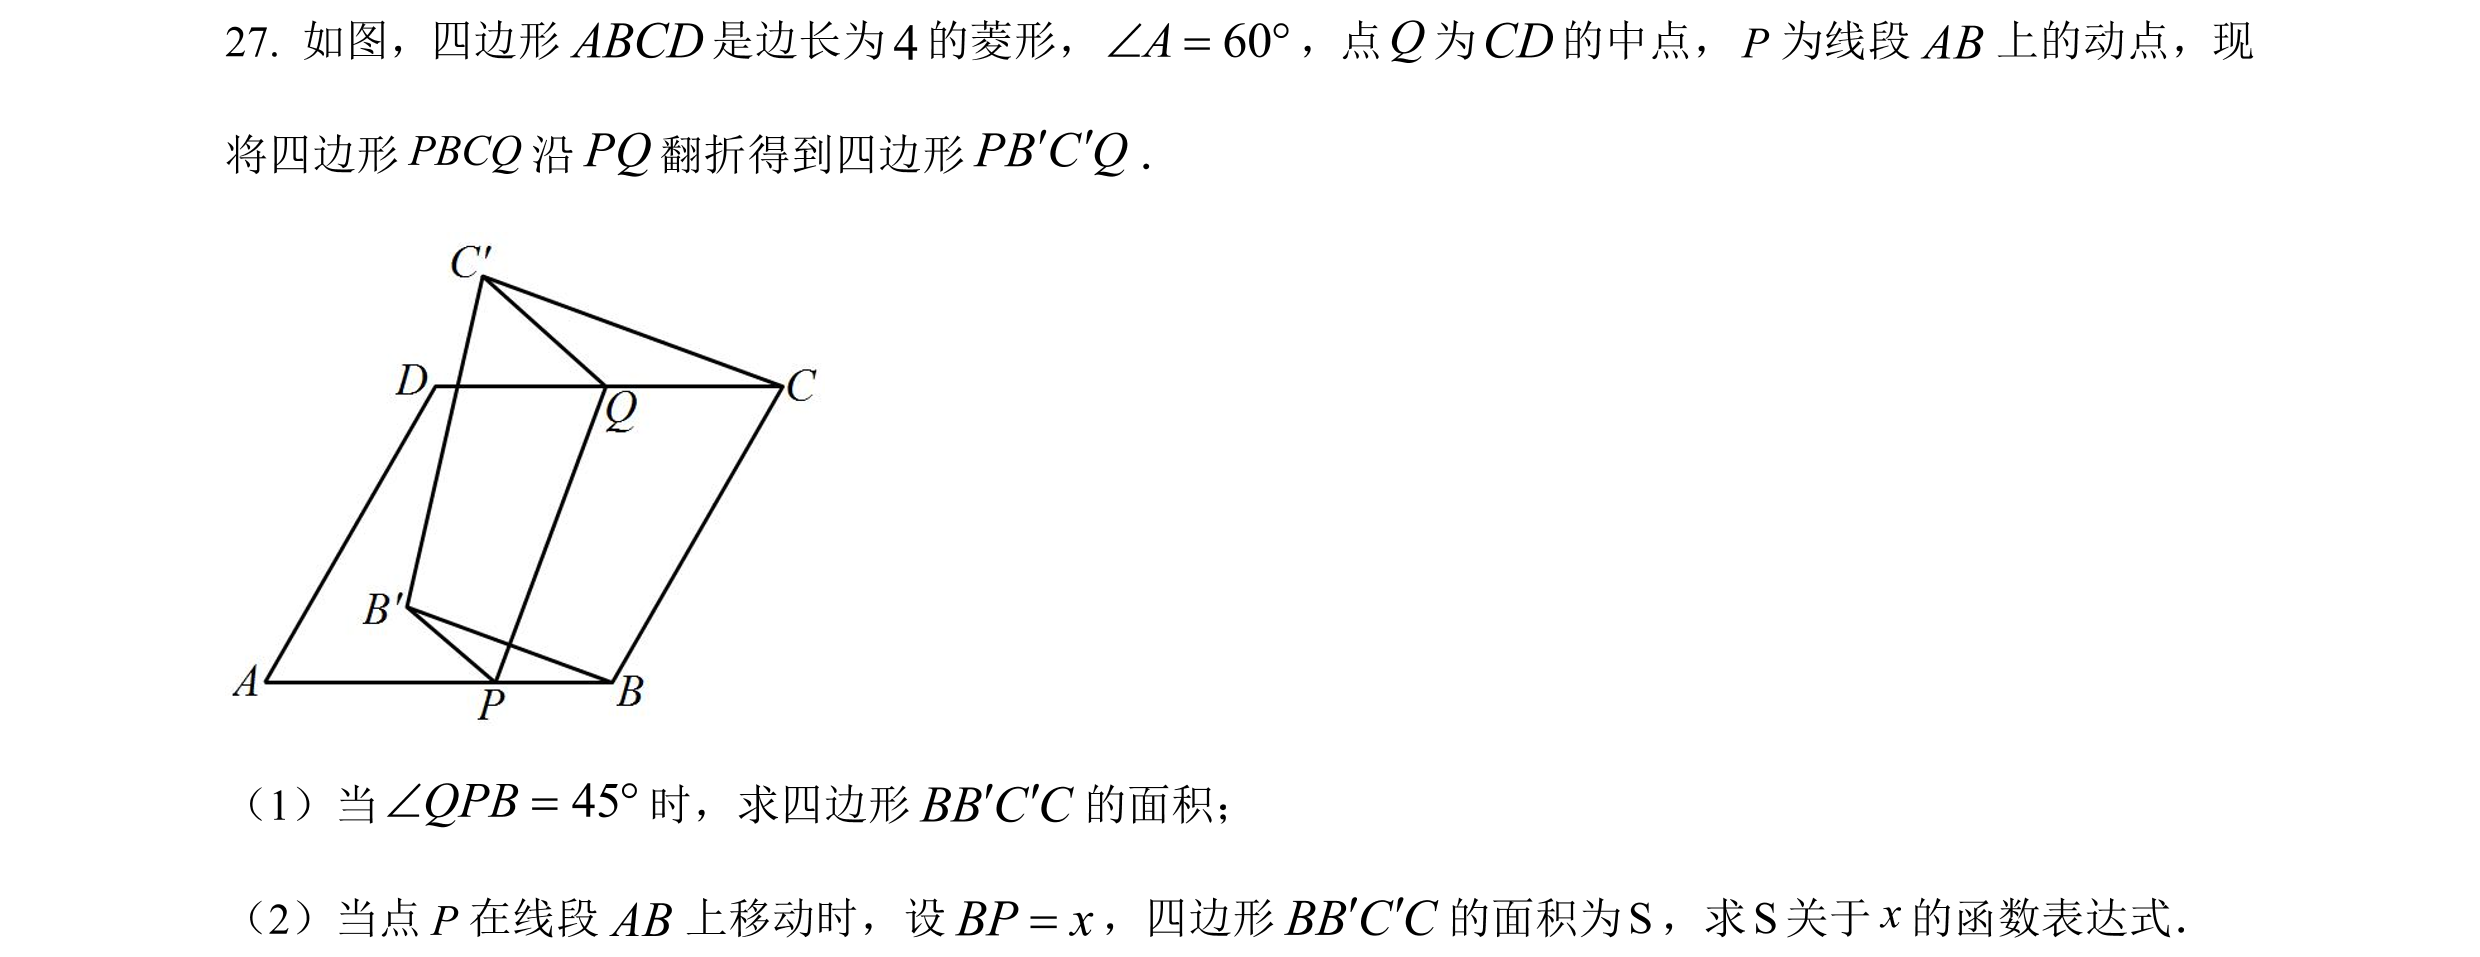 27. 如图，四边形 ABCD 是边长为 4 的菱形，∠A = 60°，点 Q 为 CD 的中点，P 为线段 AB 上的动点，现
将四边形 PBCQ 沿 PQ 翻折得到四边形 PB′C′Q．
C′
D
C
Q
B′
A
B
P
（1）当 ∠QPB = 45° 时，求四边形 BB′C′C 的面积；
（2）当点 P 在线段 AB 上移动时，设 BP = x，四边形 BB′C′C 的面积为 S，求 S 关于 x 的函数表达式．